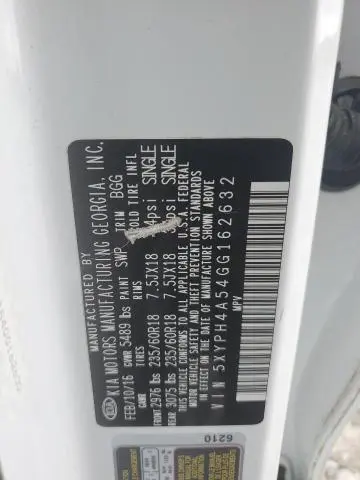 MANUFACTURED BY
KIA MOTORS MANUFACTURING GEORGIA, INC.
FEB/10/16 GVWR 5489 lbs PAINT SWP TRIM BGG
GAWR TIRES COLD TIRE INFL
2976 lbs 235/60R18 7.5JX18 psi SINGLE
3075 lbs 235/60R18 7.5JX18 psi SINGLE
THIS VEHICLE CONFORMS TO ALL APPLICABLE U.S.A. FEDERAL
MOTOR VEHICLE SAFETY AND THEFT PREVENTION STANDARDS
IN EFFECT ON THE DATE OF MANUFACTURE SHOWN ABOVE.
VIN 5XYPH4A54GG162632
MPV
KIA
6210